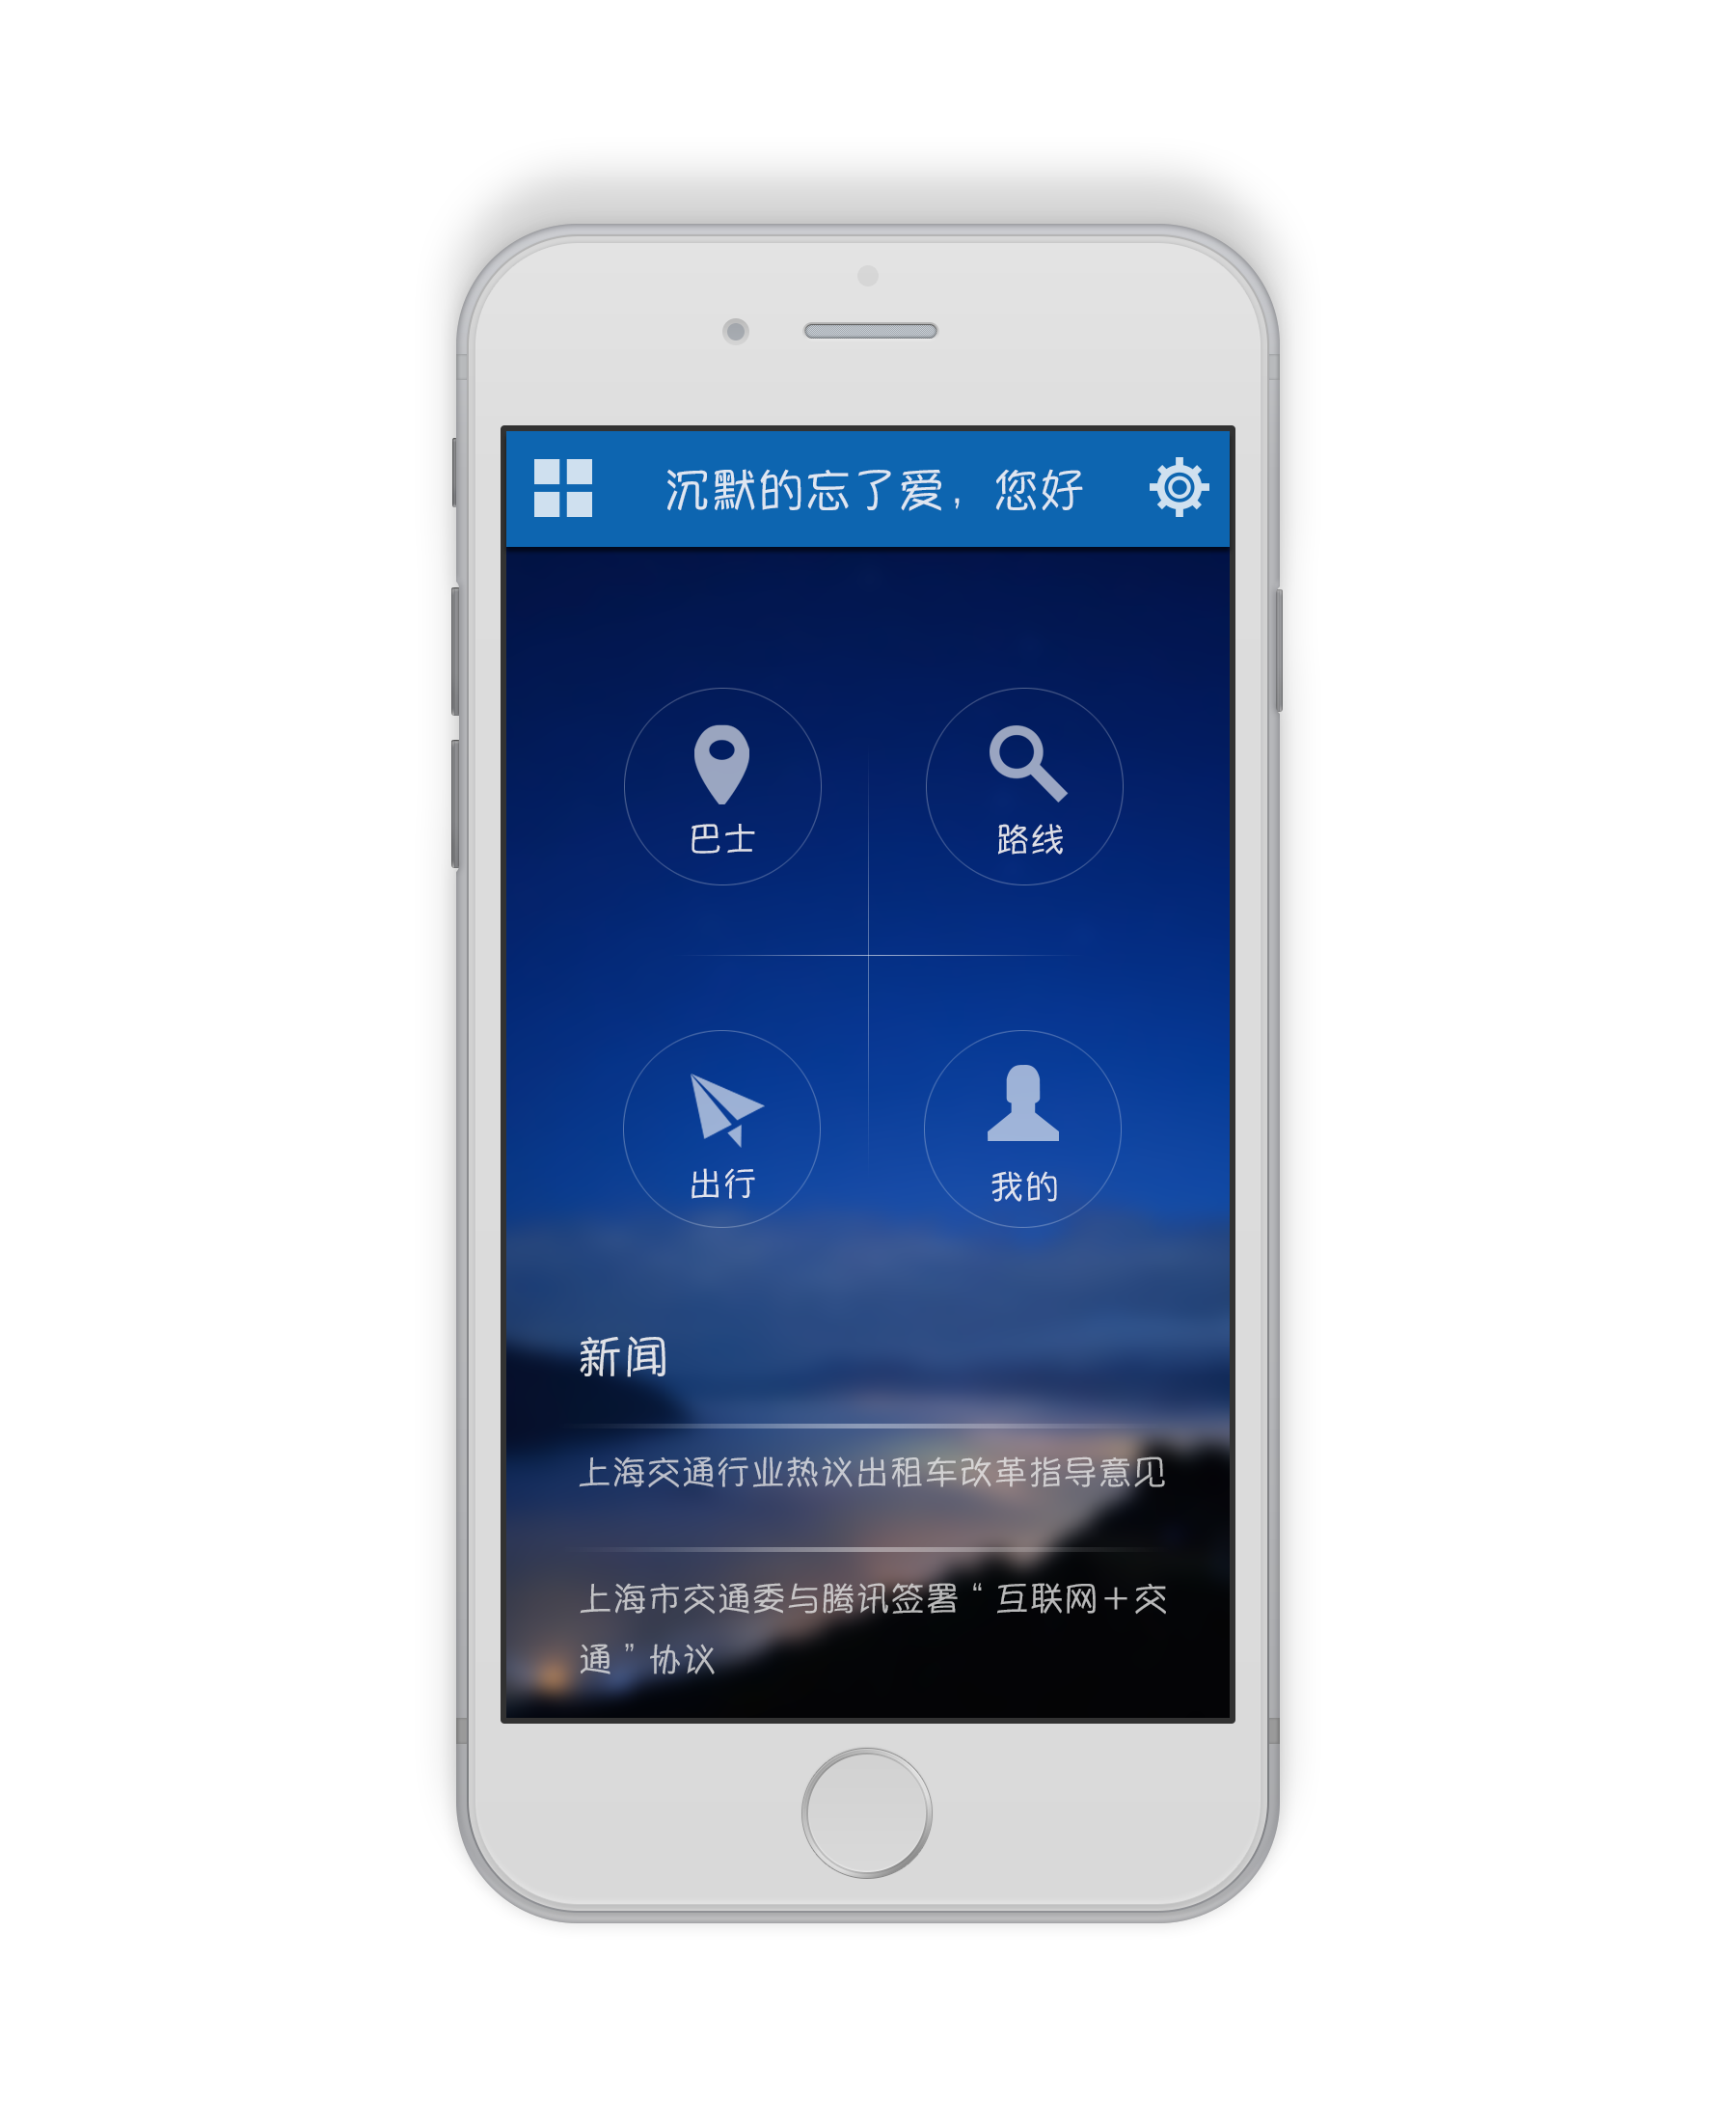 沉默的忘了爱，您好
巴士
路线
出行
我的
新闻
上海交通行业热议出租车改革指导意见
上海市交通委与腾讯签署“互联网＋交
通”协议